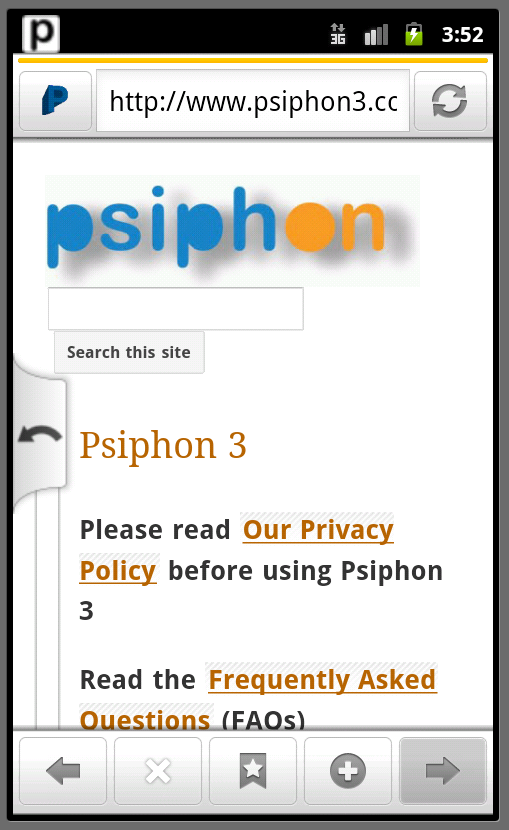 p
3G
3:52
P
http://www.psiphon3.cc
psiphon
Search this site
Psiphon 3
Please read Our Privacy
Policy before using Psiphon
3
Read the Frequently Asked
Questions (FAQs)